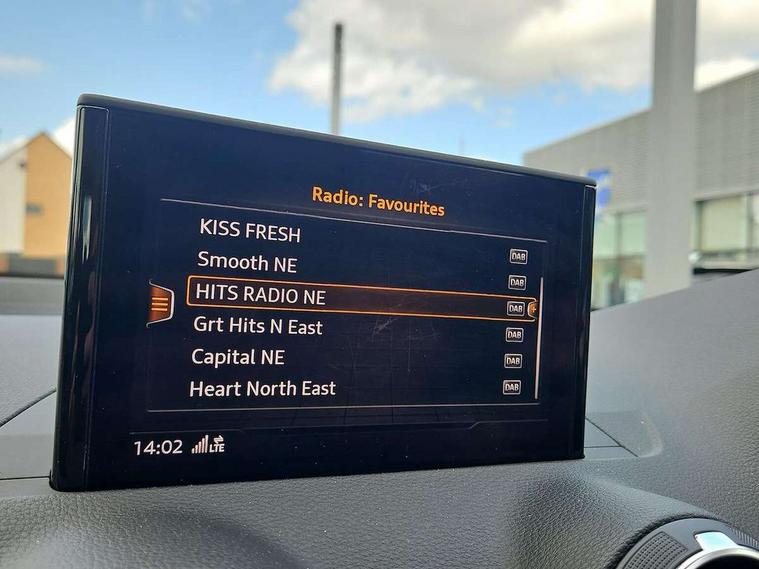 Radio: Favourites
KISS FRESH DAB
Smooth NE DAB
HITS RADIO NE DAB
Grt Hits N East DAB
Capital NE DAB
Heart North East DAB
14:02 LTE